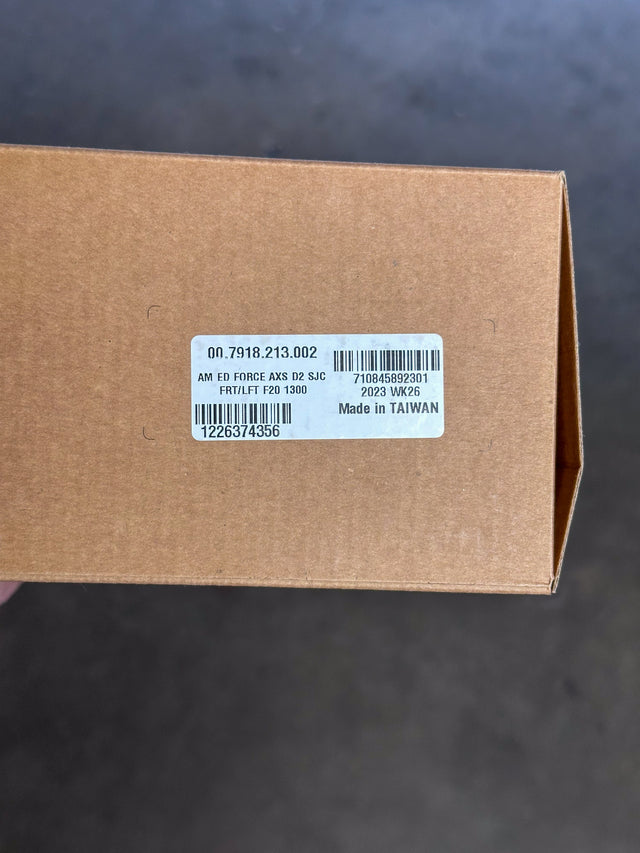 00.7918.213.002
AM ED FORCE AXS D2 SJC
FRT/LFT F20 1300
1226374356
710845892301
2023 WK26
Made in TAIWAN